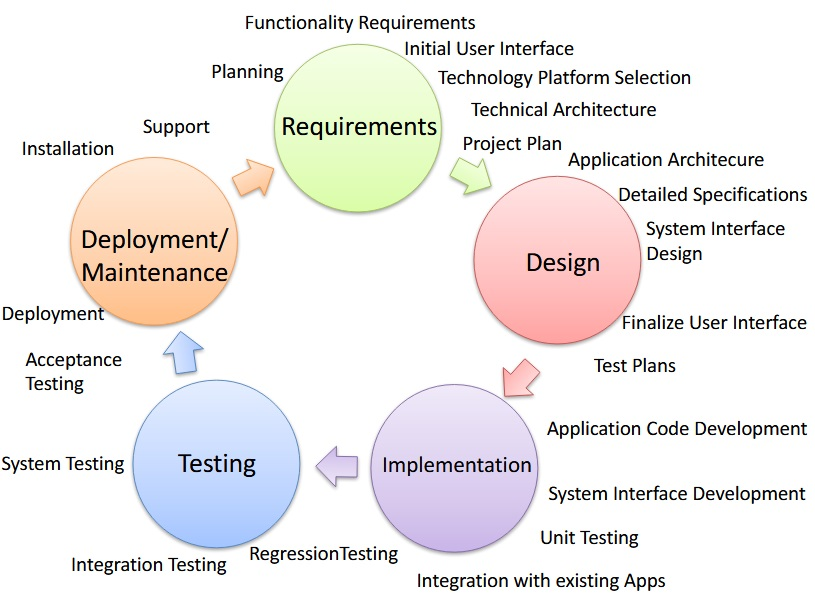 Functionality Requirements
Initial User Interface
Planning
Technology Platform Selection
Technical Architecture
Requirements
Support
Project Plan
Installation
Application Architecure
Detailed Specifications
System Interface
Design
Deployment/
Maintenance
Design
Deployment
Finalize User Interface
Acceptance
Testing
Test Plans
Application Code Development
System Testing
Testing
Implementation
System Interface Development
Unit Testing
RegressionTesting
Integration Testing
Integration with existing Apps